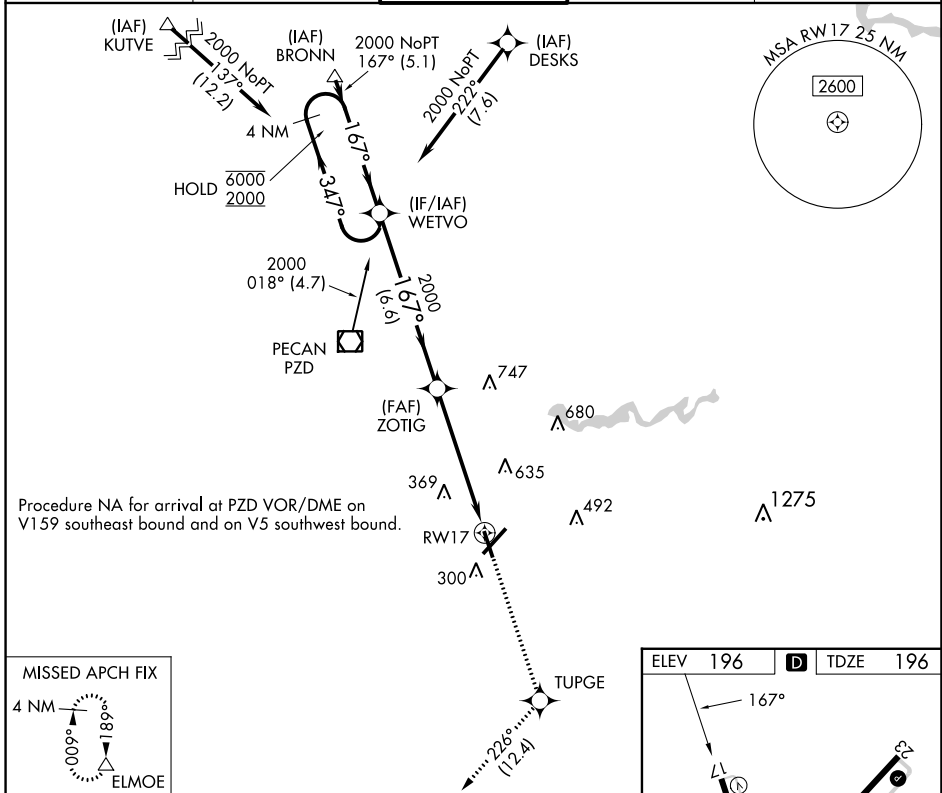 (IAF)
KUTVE
2000 NoPT
137°
(12.2)
(IAF)
BRONN
2000 NoPT
167° (5.1)
(IAF)
DESKS
2000 NoPT
222°
(7.6)
MSA RW17 25 NM
2600
4 NM
167°
347°
HOLD
6000
2000
(IF/IAF)
WETVO
2000
018° (4.7)
2000
167°
(6.6)
PECAN
PZD
(FAF)
ZOTIG
747
680
635
369
492
1275
Procedure NA for arrival at PZD VOR/DME on
V159 southeast bound and on V5 southwest bound.
RW17
300
TUPGE
226°
(12.4)
MISSED APCH FIX
4 NM
009°
189°
ELMOE
ELEV 196 D TDZE 196
167°
17
23
P